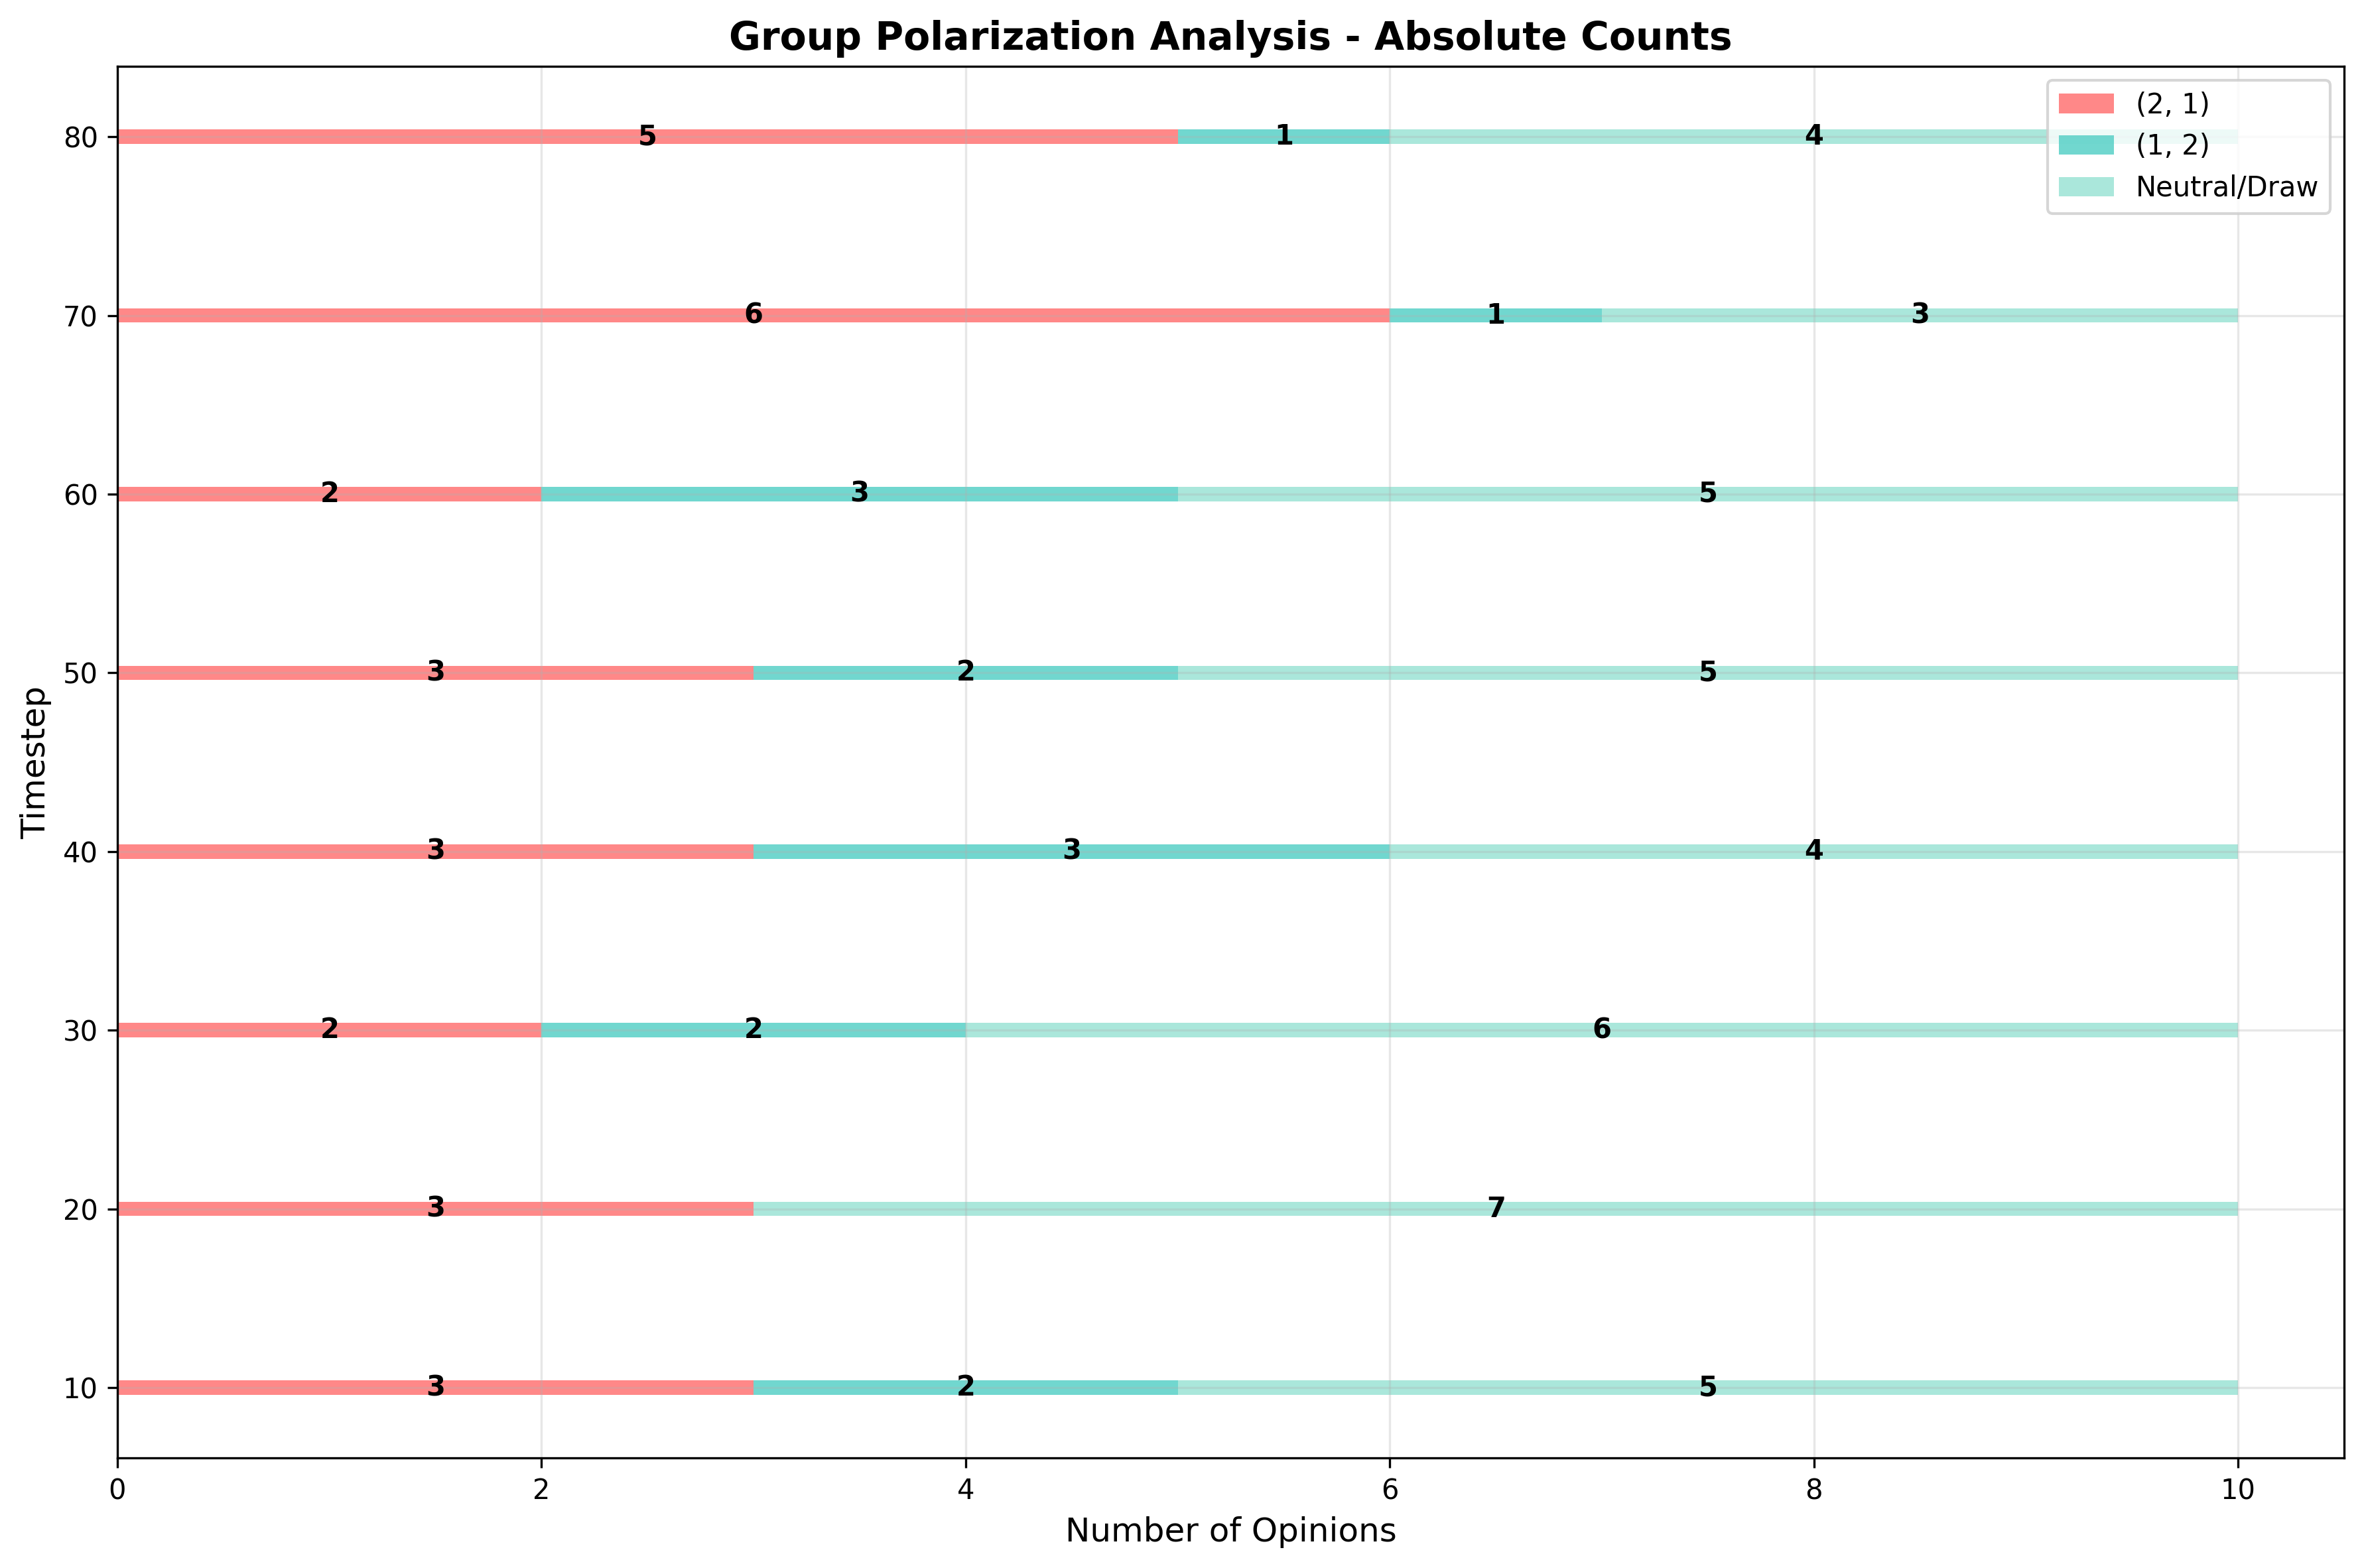 Group Polarization Analysis - Absolute Counts
(2, 1)
(1, 2)
Neutral/Draw
80 5 1 4
70 6 1 3
60 2 3 5
50 3 2 5
40 3 3 4
30 2 2 6
20 3 7
10 3 2 5
Timestep
0 2 4 6 8 10
Number of Opinions